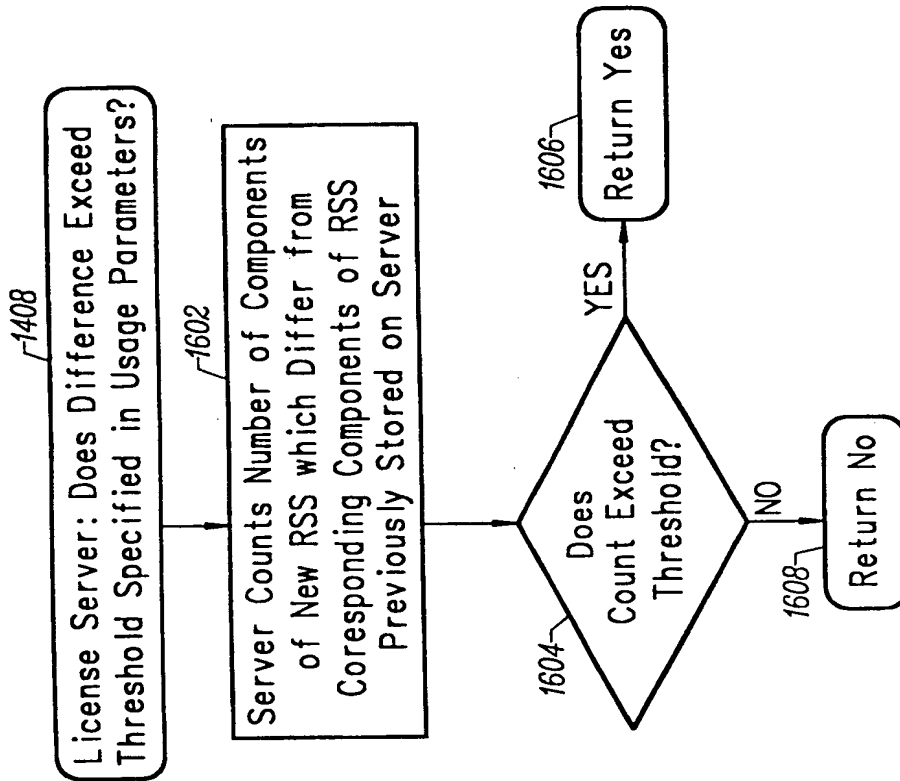 1408
License Server: Does Difference Exceed
Threshold Specified in Usage Parameters?
1602
Server Counts Number of Components
of New RSS which Differ from
Coresponding Components of RSS
Previously Stored on Server
1604
Does
Count Exceed
Threshold?
YES
1606
Return Yes
NO
1608
Return No